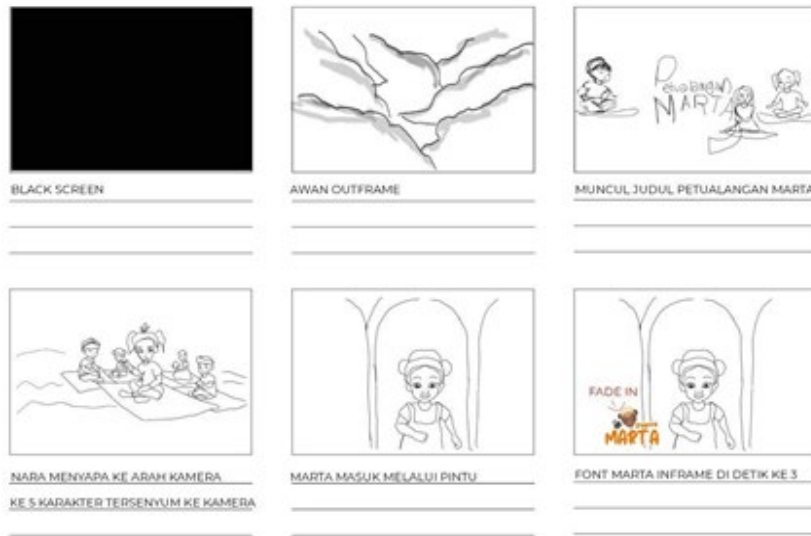 BLACK SCREEN
AWAN OUTFRAME
Petualangan
MARTA
MUNCUL JUDUL PETUALANGAN MARTA
NARA MENYAPA KE ARAH KAMERA
KE 5 KARAKTER TERSENYUM KE KAMERA
MARTA MASUK MELALUI PINTU
FADE IN
MARTA
FONT MARTA INFRAME DI DETIK KE 3